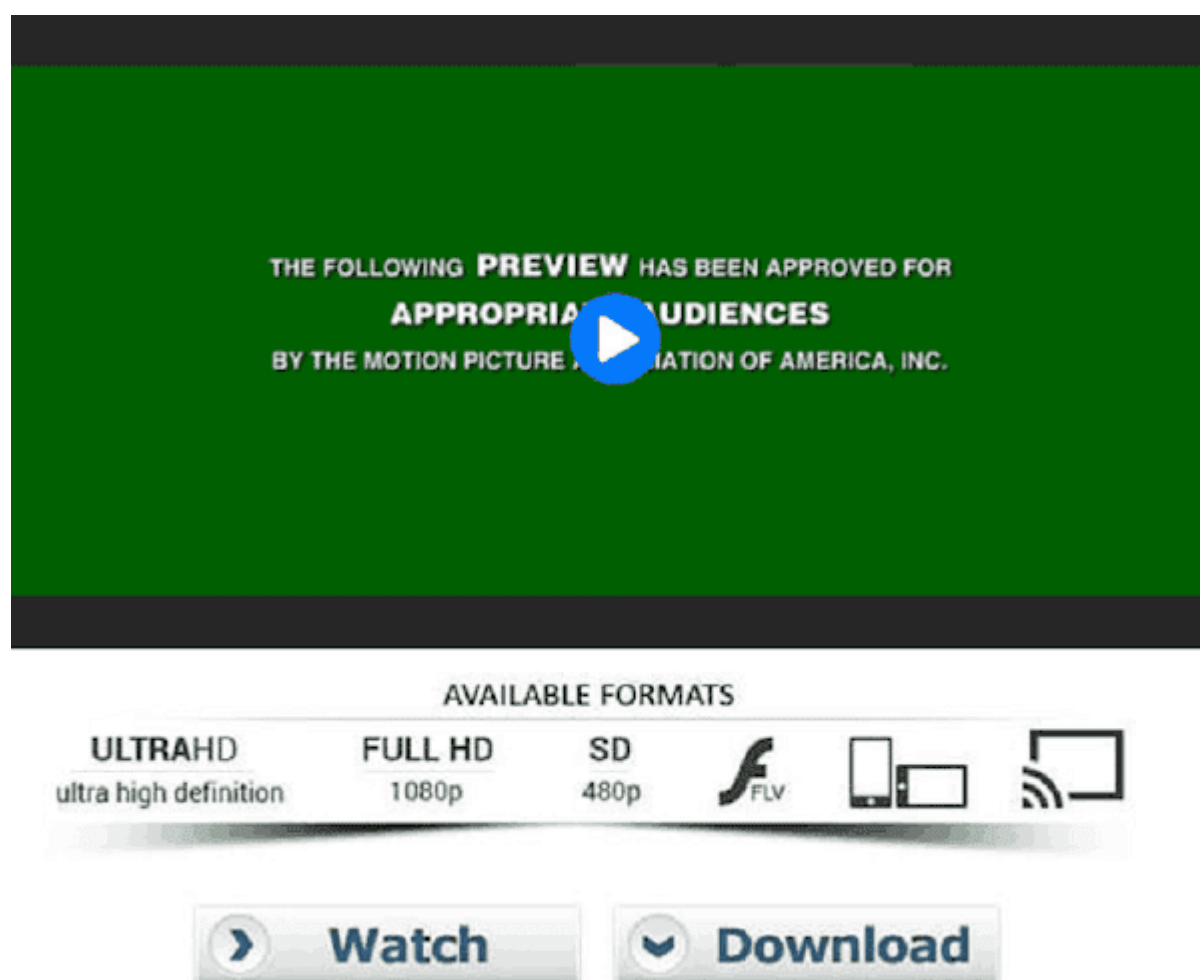 THE FOLLOWING PREVIEW HAS BEEN APPROVED FOR
AUDIENCES
BY THE MOTION PICTURE OF AMERICA, INC.
AVAILABLE FORMATS
ULTRAHD
ultra high definition
FULL HD
1080p
SD
480p
FLV
Watch
Download